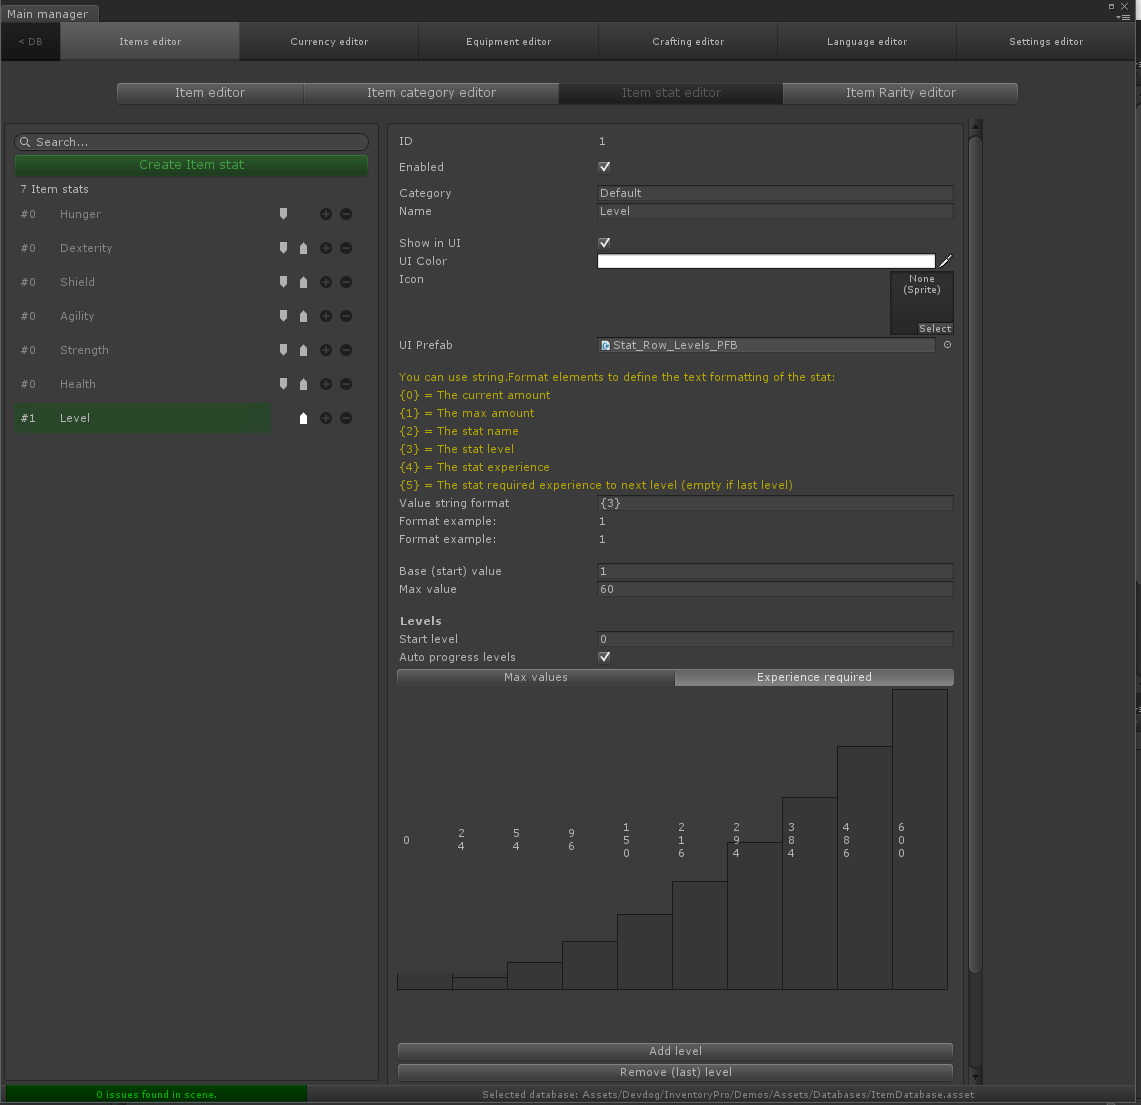 Main manager
< DB
Items editor
Currency editor
Equipment editor
Crafting editor
Language editor
Settings editor
Item editor
Item category editor
Item stat editor
Item Rarity editor
Search...
Create Item stat
7 Item stats
#0 Hunger
#0 Dexterity
#0 Shield
#0 Agility
#0 Strength
#0 Health
#1 Level
ID 1
Enabled
Category Default
Name Level
Show in UI
UI Color
Icon
None
(Sprite)
Select
UI Prefab Stat_Row_Levels_PFB
You can use string.Format elements to define the text formatting of the stat:
{0} = The current amount
{1} = The max amount
{2} = The stat name
{3} = The stat level
{4} = The stat experience
{5} = The stat required experience to next level (empty if last level)
Value string format {3}
Format example: 1
Format example: 1
Base (start) value 1
Max value 60
Levels
Start level 0
Auto progress levels
Max values
Experience required
0 24 54 96 150 216 294 384 486 600
Add level
Remove (last) level
0 issues found in scene.
Selected database: Assets/Devdog/InventoryPro/Demos/Assets/Databases/ItemDatabase.asset